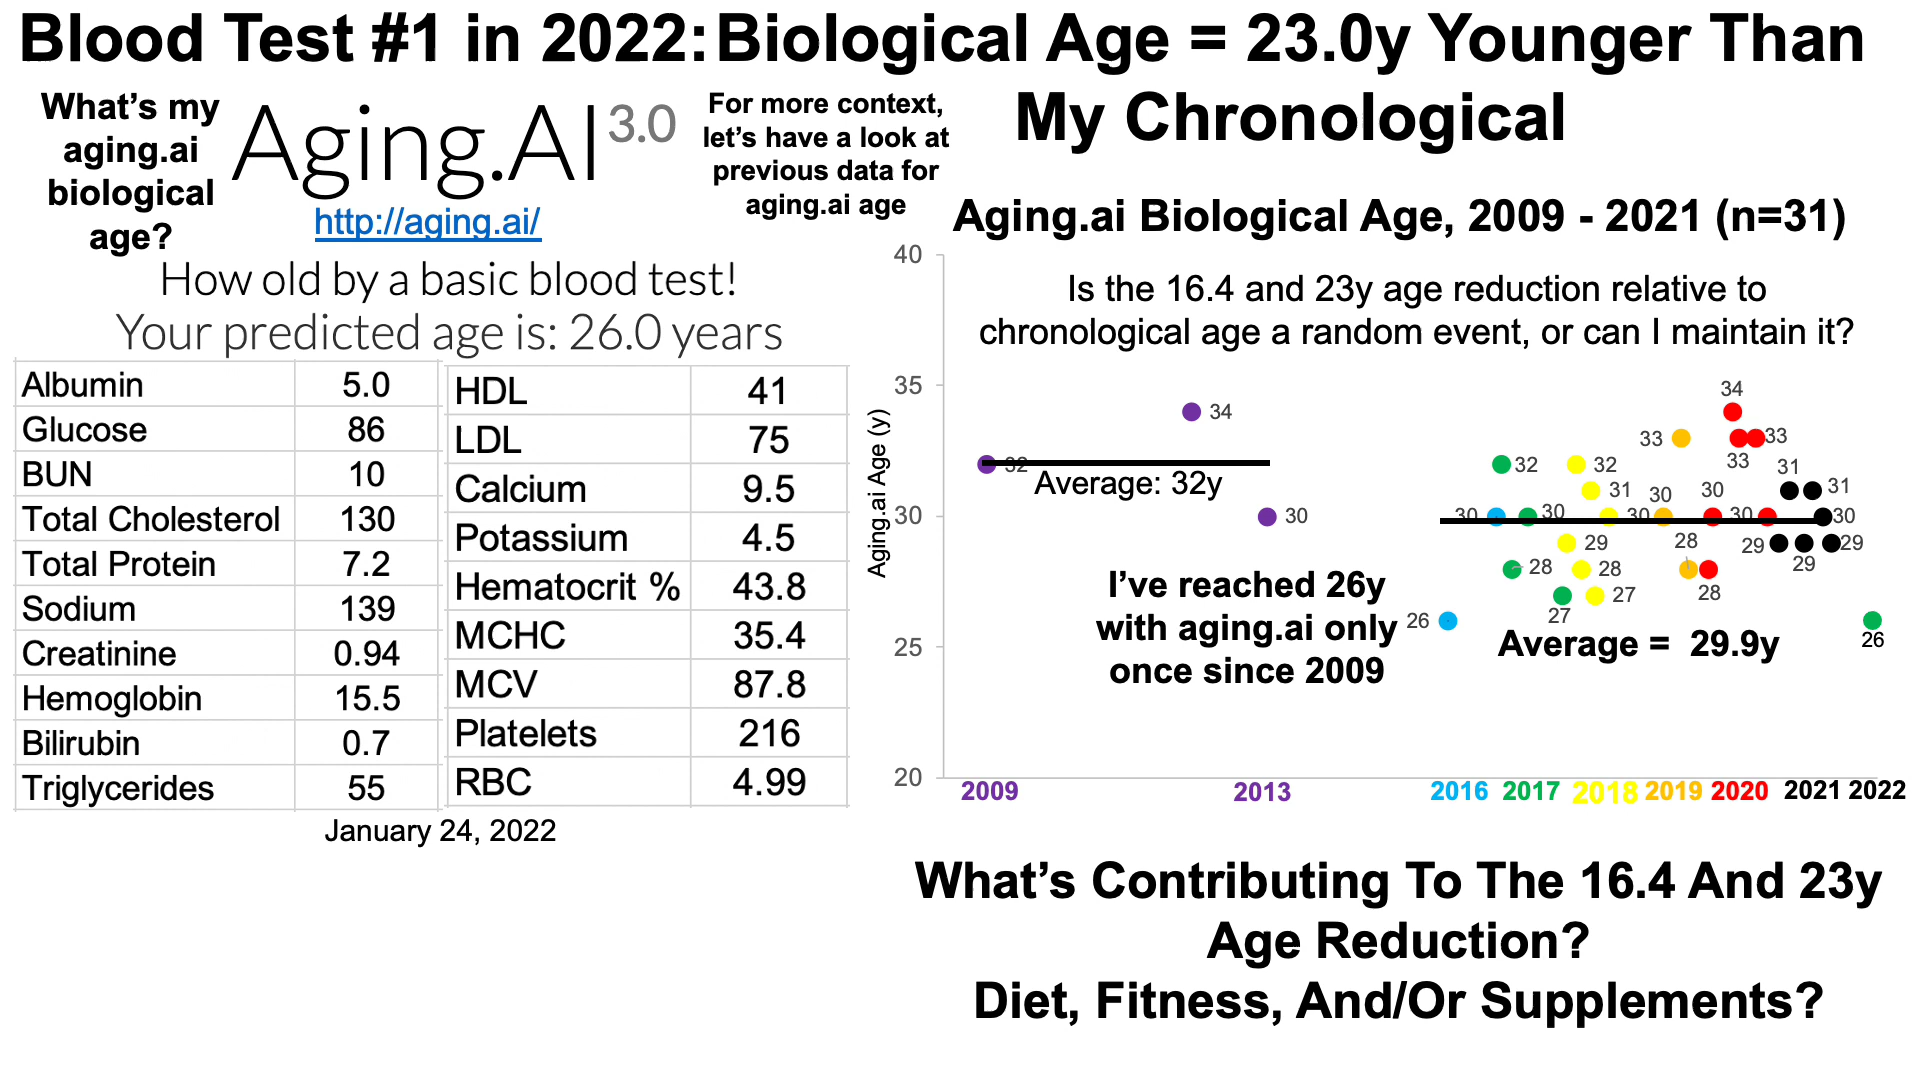 Blood Test #1 in 2022: Biological Age = 23.0y Younger Than
My Chronological
What’s my
aging.ai
biological
age?
Aging.AI 3.0
http://aging.ai/
For more context,
let’s have a look at
previous data for
aging.ai age
How old by a basic blood test!
Your predicted age is: 26.0 years
Albumin 5.0
Glucose 86
BUN 10
Total Cholesterol 130
Total Protein 7.2
Sodium 139
Creatinine 0.94
Hemoglobin 15.5
Bilirubin 0.7
Triglycerides 55
HDL 41
LDL 75
Calcium 9.5
Potassium 4.5
Hematocrit % 43.8
MCHC 35.4
MCV 87.8
Platelets 216
RBC 4.99
January 24, 2022
Aging.ai Biological Age, 2009 - 2021 (n=31)
Is the 16.4 and 23y age reduction relative to
chronological age a random event, or can I maintain it?
Aging.ai Age (y)
40
35
30
25
20
32
34
30
Average: 32y
26
30
32
28
30
27
29
32
28
31
27
30
33
30
28
28
30
34
33
33
30
29
31
29
31
30
29
26
I’ve reached 26y
with aging.ai only
once since 2009
Average = 29.9y
2009 2013 2016 2017 2018 2019 2020 2021 2022
What’s Contributing To The 16.4 And 23y
Age Reduction?
Diet, Fitness, And/Or Supplements?